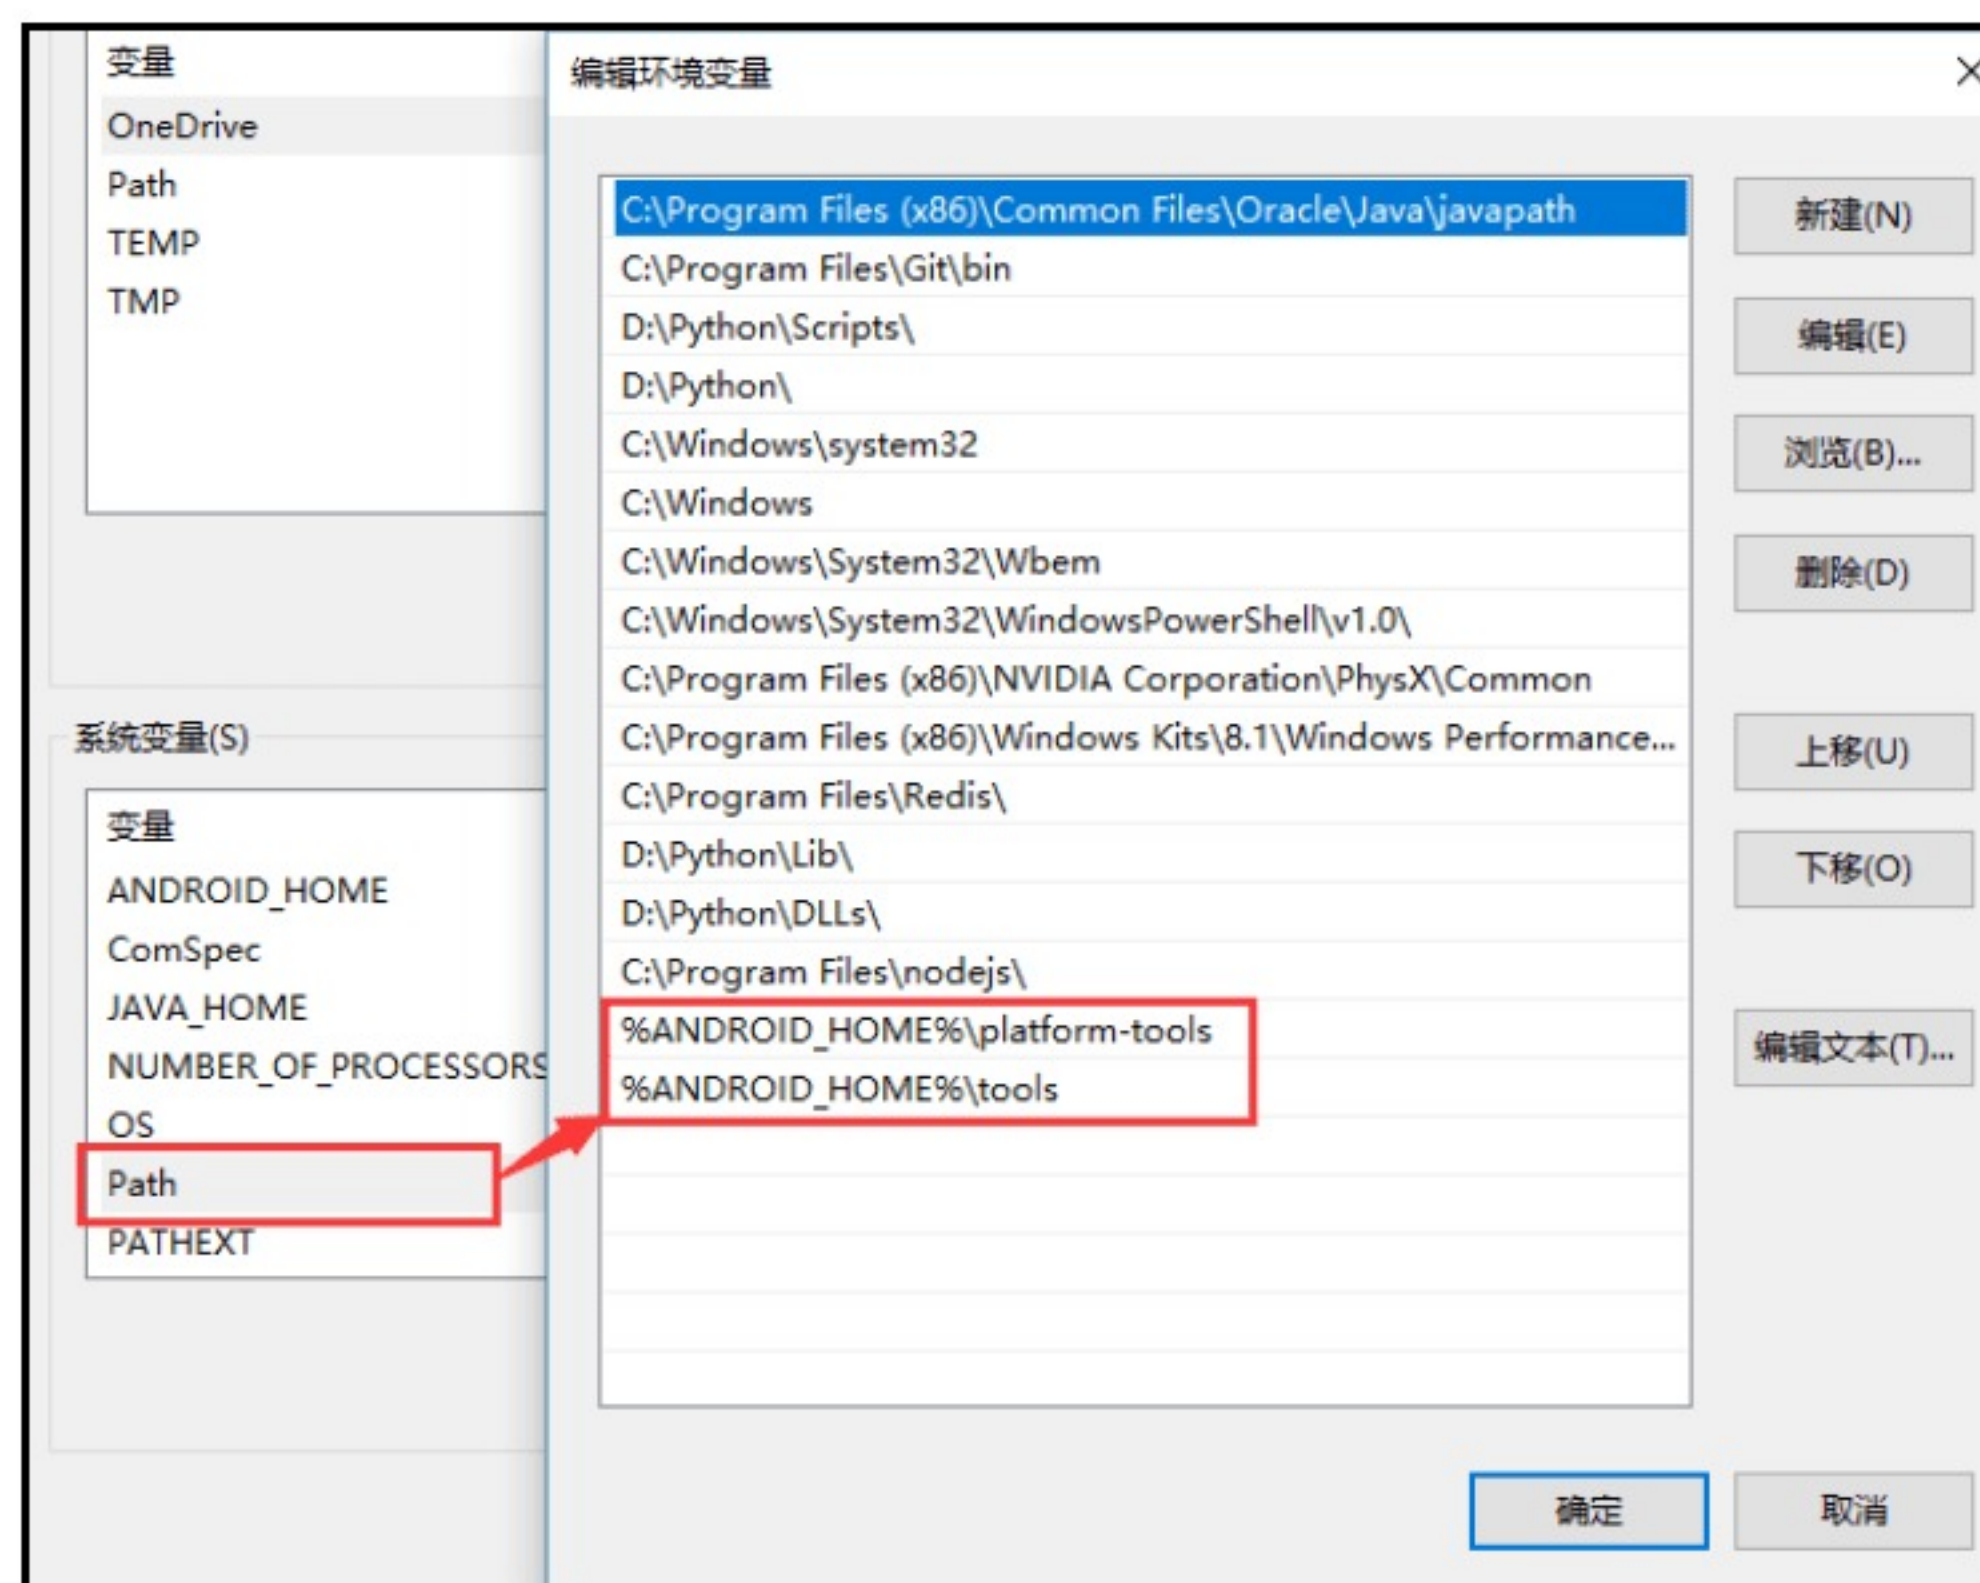 变量
OneDrive
Path
TEMP
TMP
系统变量(S)
变量
ANDROID_HOME
ComSpec
JAVA_HOME
NUMBER_OF_PROCESSORS
OS
Path
PATHEXT
编辑环境变量
C:\Program Files (x86)\Common Files\Oracle\Java\javapath
C:\Program Files\Git\bin
D:\Python\Scripts\
D:\Python\
C:\Windows\system32
C:\Windows
C:\Windows\System32\Wbem
C:\Windows\System32\WindowsPowerShell\v1.0\
C:\Program Files (x86)\NVIDIA Corporation\PhysX\Common
C:\Program Files (x86)\Windows Kits\8.1\Windows Performance...
C:\Program Files\Redis\
D:\Python\Lib\
D:\Python\DLLs\
C:\Program Files\nodejs\
%ANDROID_HOME%\platform-tools
%ANDROID_HOME%\tools
新建(N)
编辑(E)
浏览(B)...
删除(D)
上移(U)
下移(O)
编辑文本(T)...
确定
取消